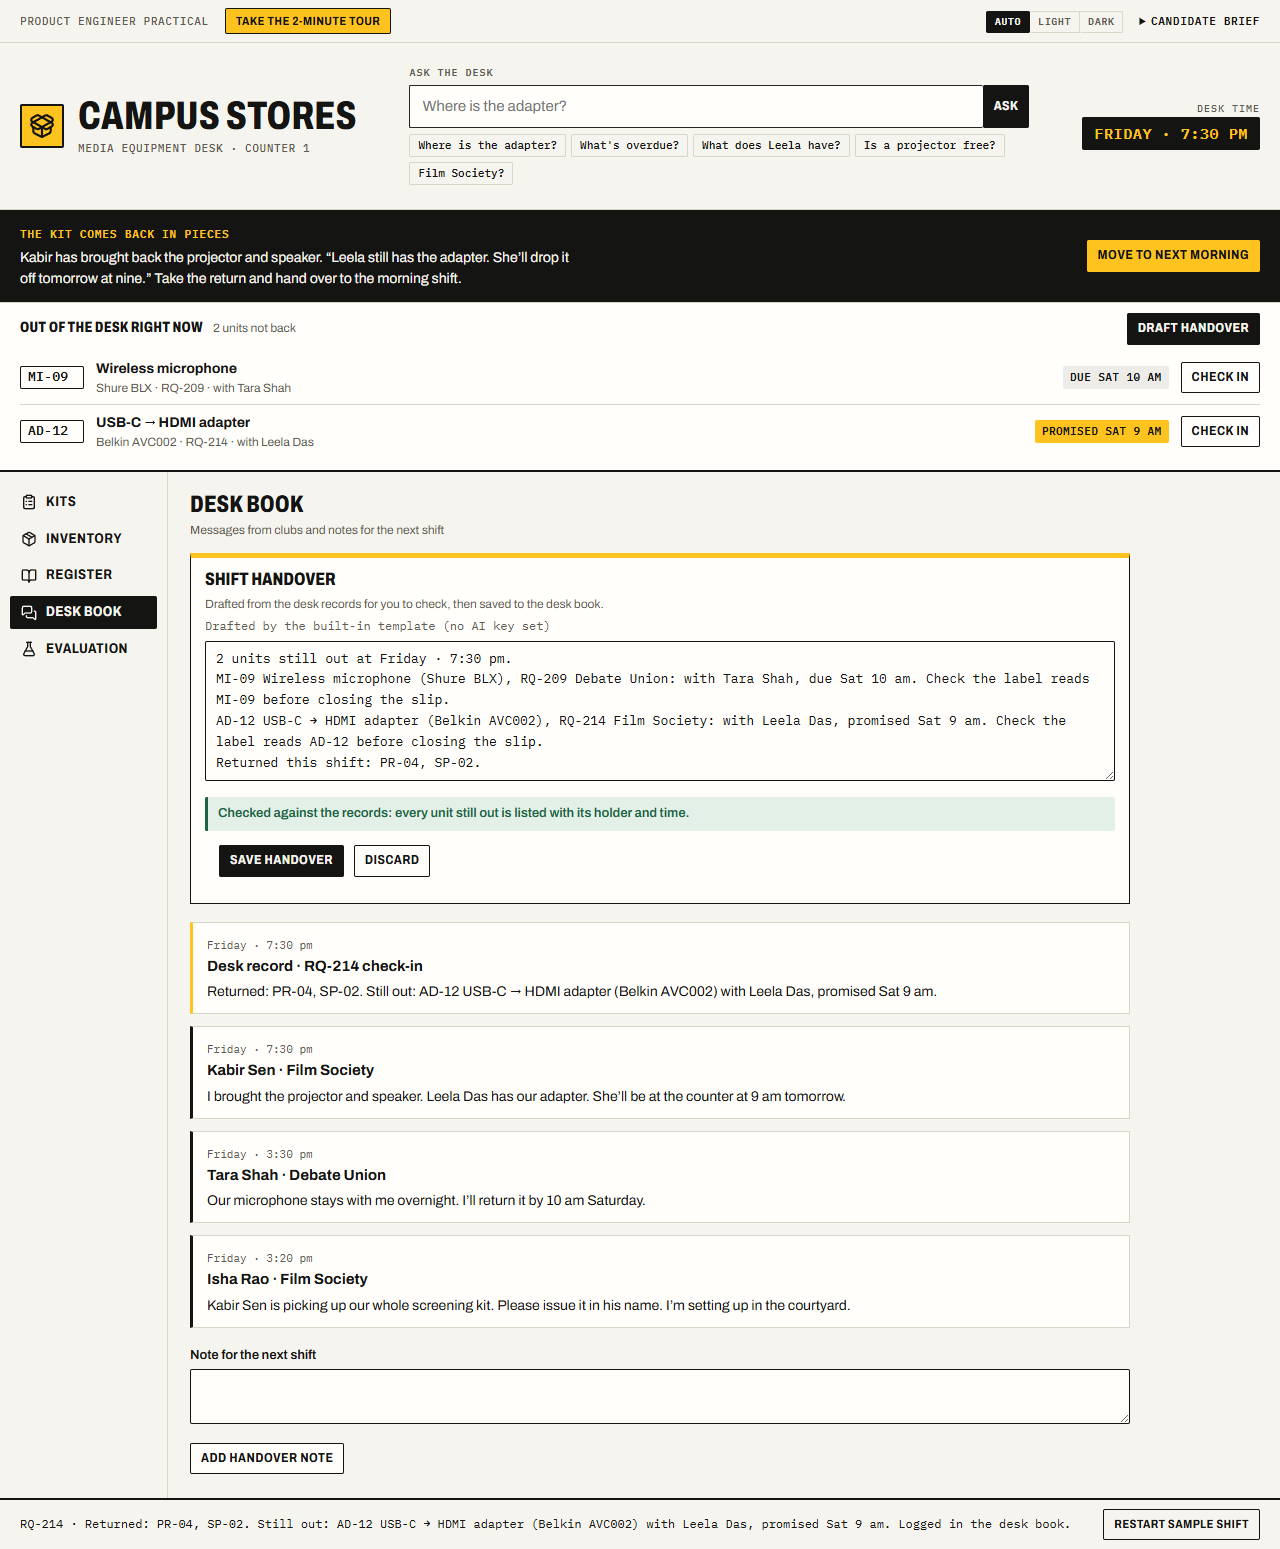 PRODUCT ENGINEER PRACTICAL
TAKE THE 2-MINUTE TOUR
AUTO
LIGHT
DARK
CANDIDATE BRIEF
CAMPUS STORES
MEDIA EQUIPMENT DESK · COUNTER 1
ASK THE DESK
Where is the adapter?
ASK
Where is the adapter?
What's overdue?
What does Leela have?
Is a projector free?
Film Society?
DESK TIME
FRIDAY · 7:30 PM
THE KIT COMES BACK IN PIECES
Kabir has brought back the projector and speaker. “Leela still has the adapter. She’ll drop it
off tomorrow at nine.” Take the return and hand over to the morning shift.
MOVE TO NEXT MORNING
OUT OF THE DESK RIGHT NOW
2 units not back
DRAFT HANDOVER
MI-09
Wireless microphone
Shure BLX · RQ-209 · with Tara Shah
DUE SAT 10 AM
CHECK IN
AD-12
USB-C → HDMI adapter
Belkin AVC002 · RQ-214 · with Leela Das
PROMISED SAT 9 AM
CHECK IN
KITS
INVENTORY
REGISTER
DESK BOOK
EVALUATION
DESK BOOK
Messages from clubs and notes for the next shift
SHIFT HANDOVER
Drafted from the desk records for you to check, then saved to the desk book.
Drafted by the built-in template (no AI key set)
2 units still out at Friday · 7:30 pm.
MI-09 Wireless microphone (Shure BLX), RQ-209 Debate Union: with Tara Shah, due Sat 10 am. Check the label reads
MI-09 before closing the slip.
AD-12 USB-C → HDMI adapter (Belkin AVC002), RQ-214 Film Society: with Leela Das, promised Sat 9 am. Check the
label reads AD-12 before closing the slip.
Returned this shift: PR-04, SP-02.
Checked against the records: every unit still out is listed with its holder and time.
SAVE HANDOVER
DISCARD
Friday · 7:30 pm
Desk record · RQ-214 check-in
Returned: PR-04, SP-02. Still out: AD-12 USB-C → HDMI adapter (Belkin AVC002) with Leela Das, promised Sat 9 am.
Friday · 7:30 pm
Kabir Sen · Film Society
I brought the projector and speaker. Leela Das has our adapter. She’ll be at the counter at 9 am tomorrow.
Friday · 3:30 pm
Tara Shah · Debate Union
Our microphone stays with me overnight. I’ll return it by 10 am Saturday.
Friday · 3:20 pm
Isha Rao · Film Society
Kabir Sen is picking up our whole screening kit. Please issue it in his name. I’m setting up in the courtyard.
Note for the next shift
ADD HANDOVER NOTE
RQ-214 · Returned: PR-04, SP-02. Still out: AD-12 USB-C → HDMI adapter (Belkin AVC002) with Leela Das, promised Sat 9 am. Logged in the desk book.
RESTART SAMPLE SHIFT